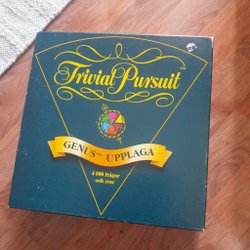 Trivial Pursuit
GENUS™ UPPLAGA
4 000 frågor
och svar